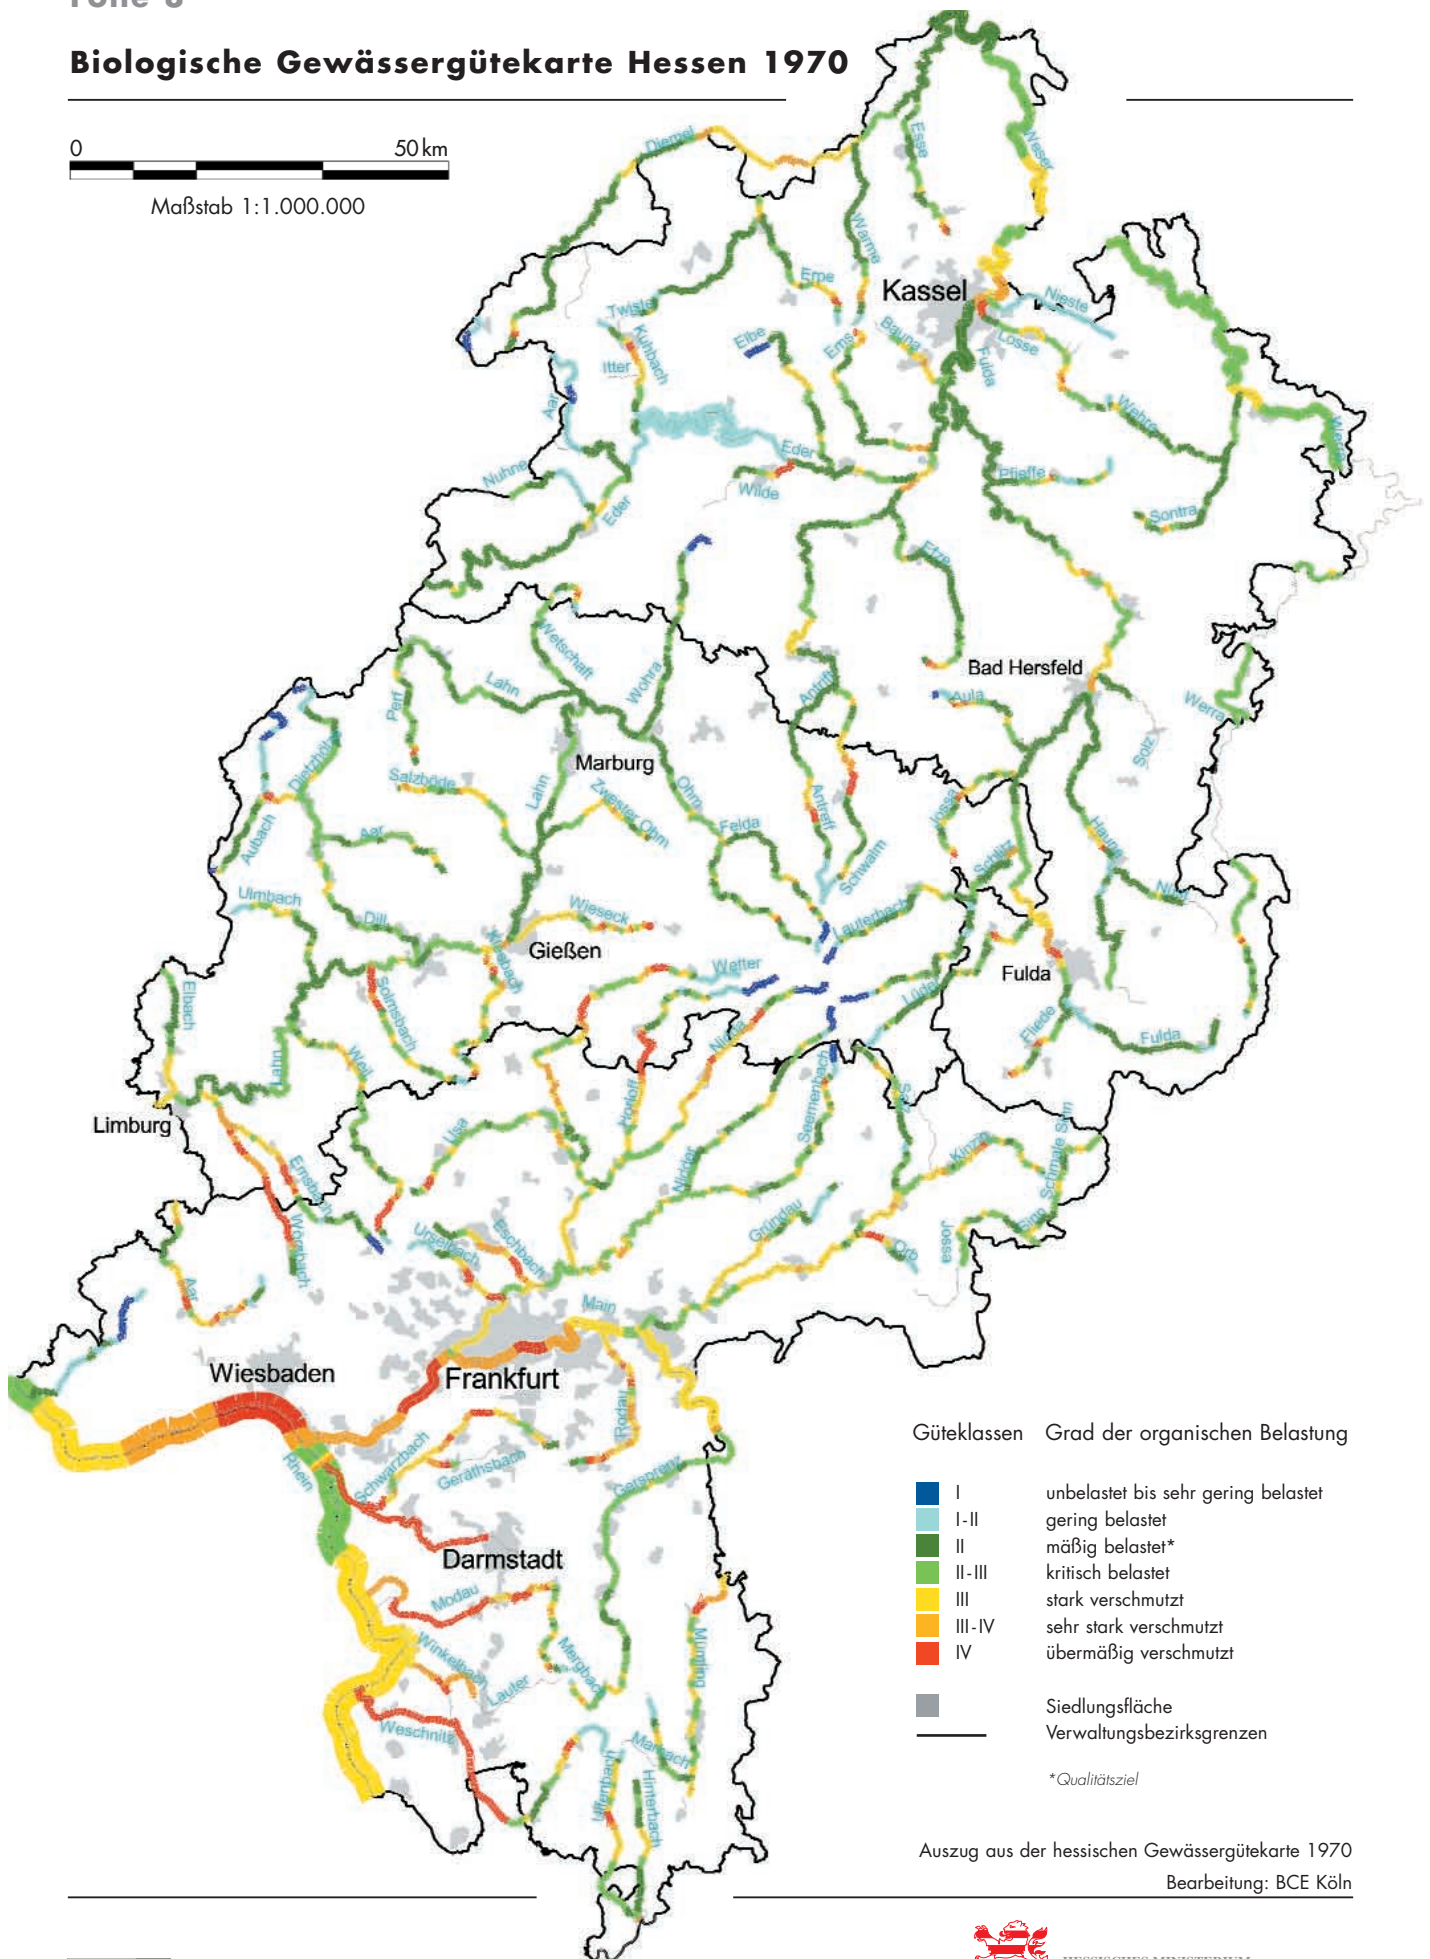 Biologische Gewässergütekarte Hessen 1970
0 50 km
Maßstab 1:1.000.000
Diemel
Esse
Weser
Warme
Erpe
Kassel
Nieste
Twiste
Kuhbach
Elbe
Ems
Bauna
Losse
Fulda
Itter
Aar
Wehre
Werra
Eder
Nuhne
Pfieffe
Wilde
Eder
Sontra
Efze
Wetschaft
Wohra
Bad Hersfeld
Lahn
Perf
Antrift
Aula
Werra
Solz
Marburg
Dietzhölze
Salzböde
Lahn
Zwester Ohm
Ohm
Antreff
Jossa
Aubach
Aar
Felda
Haune
Schwalm
Schlitz
Ulmbach
Nüst
Dill
Wieseck
Lauterbach
Gießen
Kleebach
Wetter
Fulda
Elbach
Solmsbach
Lüder
Nidda
Fliede
Fulda
Lahn
Weil
Horloff
Seemenbach
Salz
Limburg
Usa
Kinzig
Schmale Sinn
Emsbach
Nidder
Gründau
Sinn
Wörsbach
Urselbach
Eschbach
Jossa
Orb
Aar
Main
Wiesbaden
Frankfurt
Rodau
Rhein
Schwarzbach
Gerathsbach
Gersprenz
Darmstadt
Modau
Mergbach
Mümling
Winkelbach
Lauter
Weschnitz
Marbach
Ulfenbach
Hinterbach
Güteklassen Grad der organischen Belastung
I unbelastet bis sehr gering belastet
I-II gering belastet
II mäßig belastet*
II-III kritisch belastet
III stark verschmutzt
III-IV sehr stark verschmutzt
IV übermäßig verschmutzt
Siedlungsfläche
Verwaltungsbezirksgrenzen
*Qualitätsziel
Auszug aus der hessischen Gewässergütekarte 1970
Bearbeitung: BCE Köln